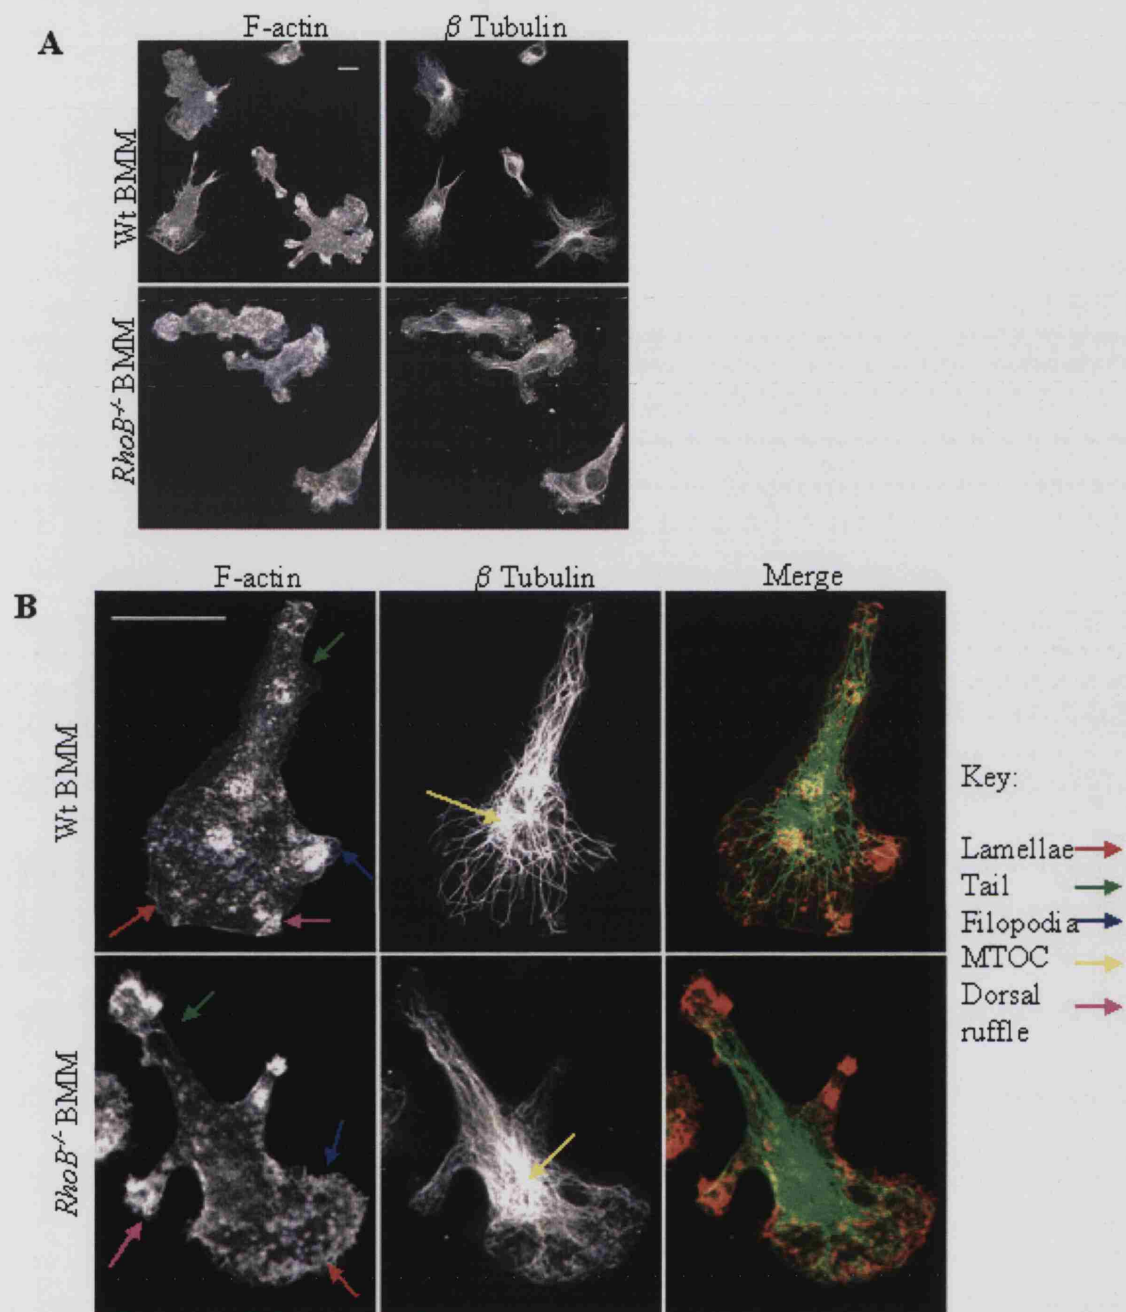 A
F-actin
β Tubulin
Wt BMM
RhoB-/- BMM
B
F-actin
β Tubulin
Merge
Wt BMM
RhoB-/- BMM
Key:
Lamellae
Tail
Filopodia
MTOC
Dorsal
ruffle